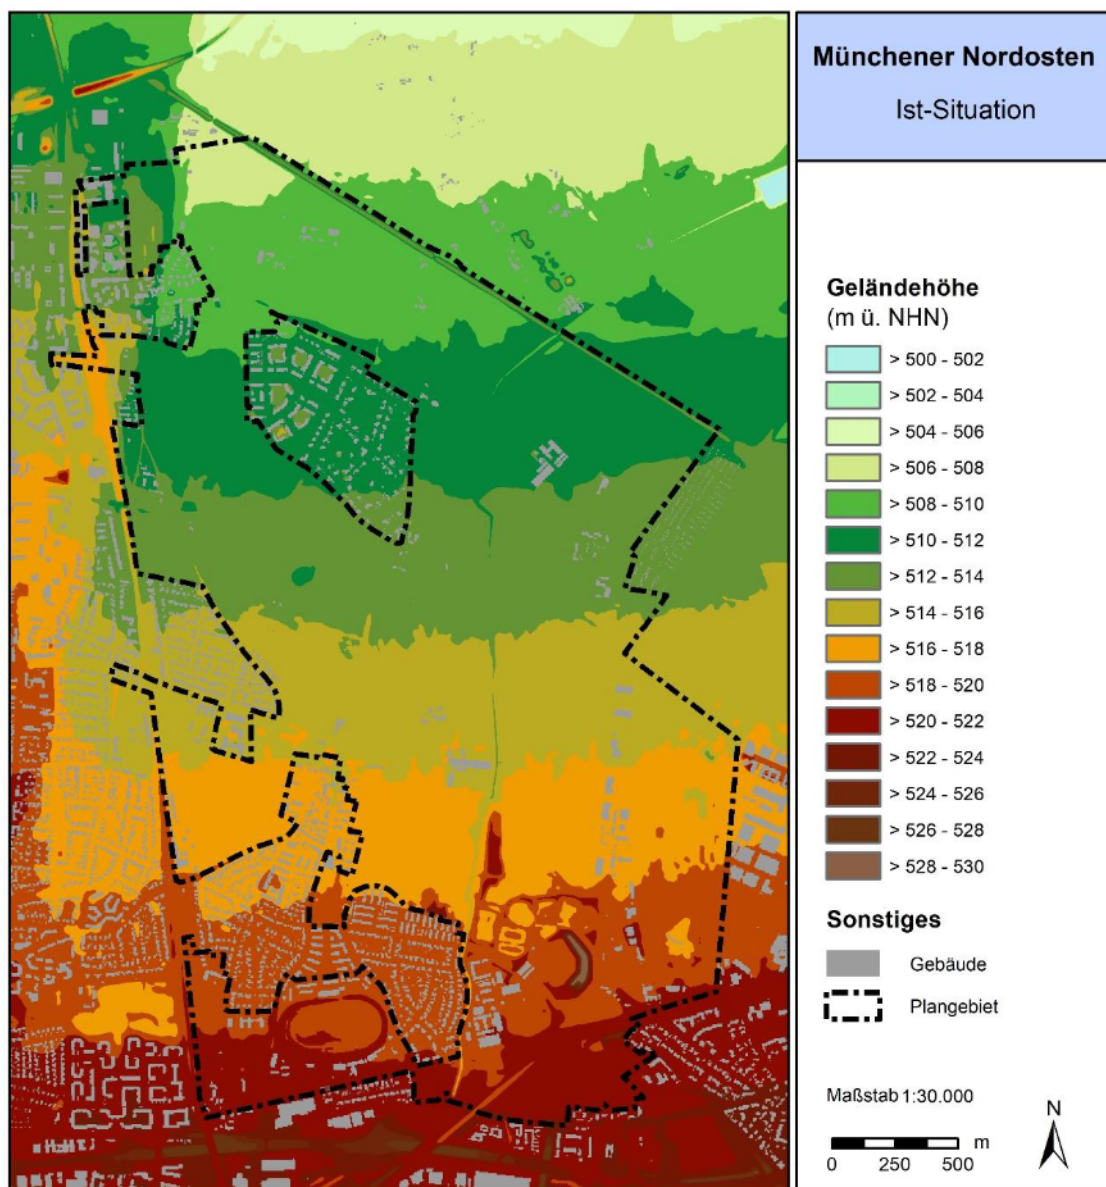 Münchener Nordosten
Ist-Situation
Geländehöhe
(m ü. NHN)
> 500 - 502
> 502 - 504
> 504 - 506
> 506 - 508
> 508 - 510
> 510 - 512
> 512 - 514
> 514 - 516
> 516 - 518
> 518 - 520
> 520 - 522
> 522 - 524
> 524 - 526
> 526 - 528
> 528 - 530
Sonstiges
Gebäude
Plangebiet
Maßstab 1:30.000
N
m
0 250 500